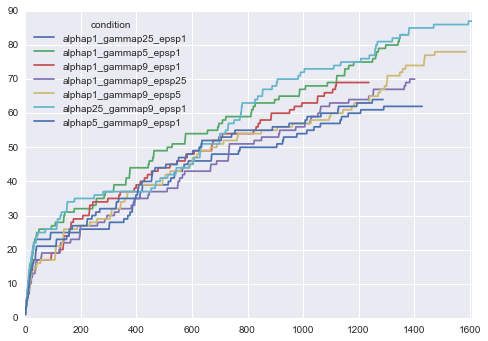 90
80
70
60
50
40
30
20
10
0
condition
alphap1_gammap25_epsp1
alphap1_gammap5_epsp1
alphap1_gammap9_epsp1
alphap1_gammap9_epsp25
alphap1_gammap9_epsp5
alphap25_gammap9_epsp1
alphap5_gammap9_epsp1
0 200 400 600 800 1000 1200 1400 1600